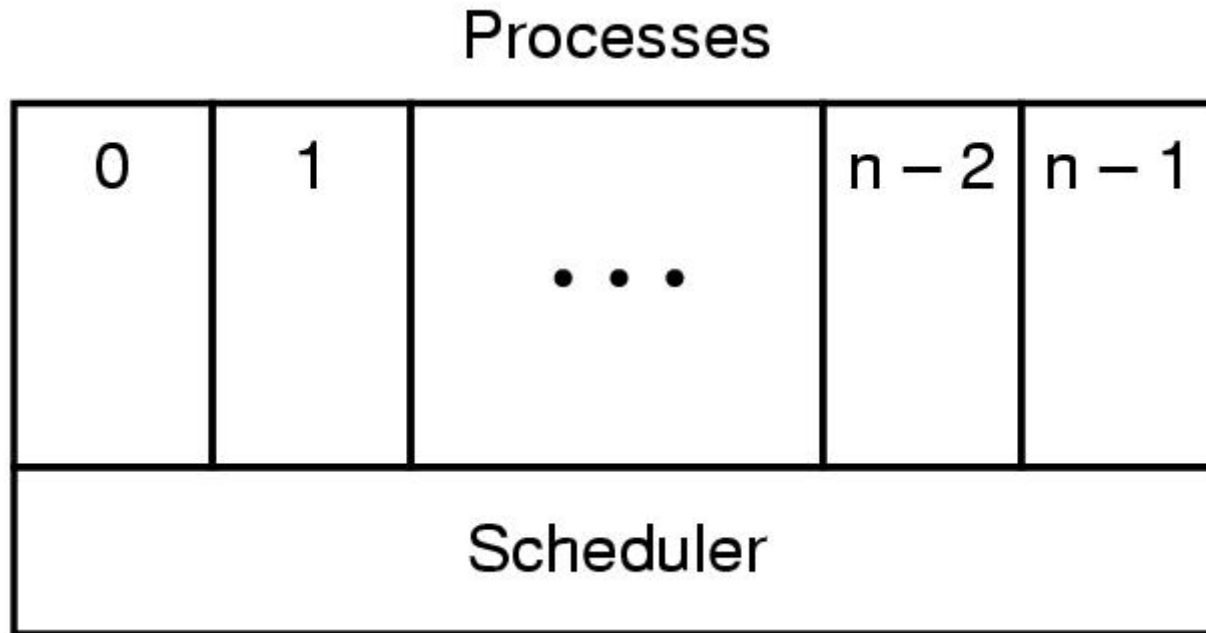 Processes
0 1 • • • n – 2 n – 1
Scheduler